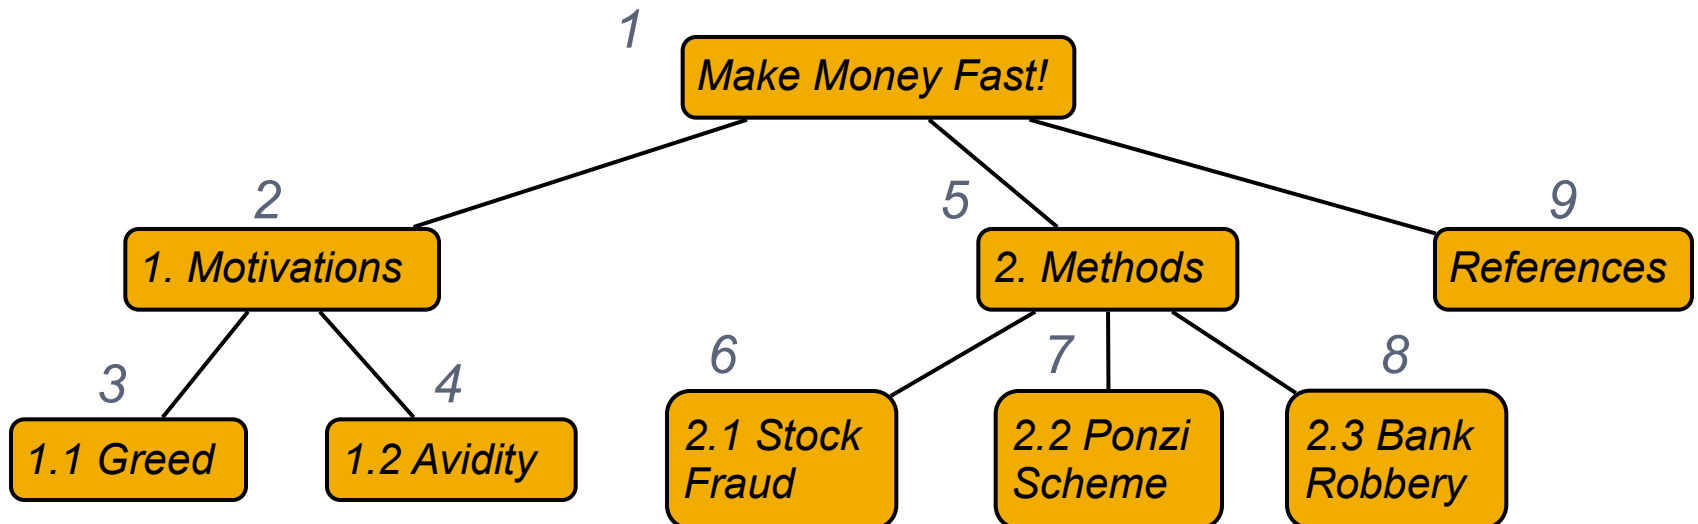 1
Make Money Fast!
2
5
9
1. Motivations
2. Methods
References
3
4
6
7
8
1.1 Greed
1.2 Avidity
2.1 Stock
Fraud
2.2 Ponzi
Scheme
2.3 Bank
Robbery